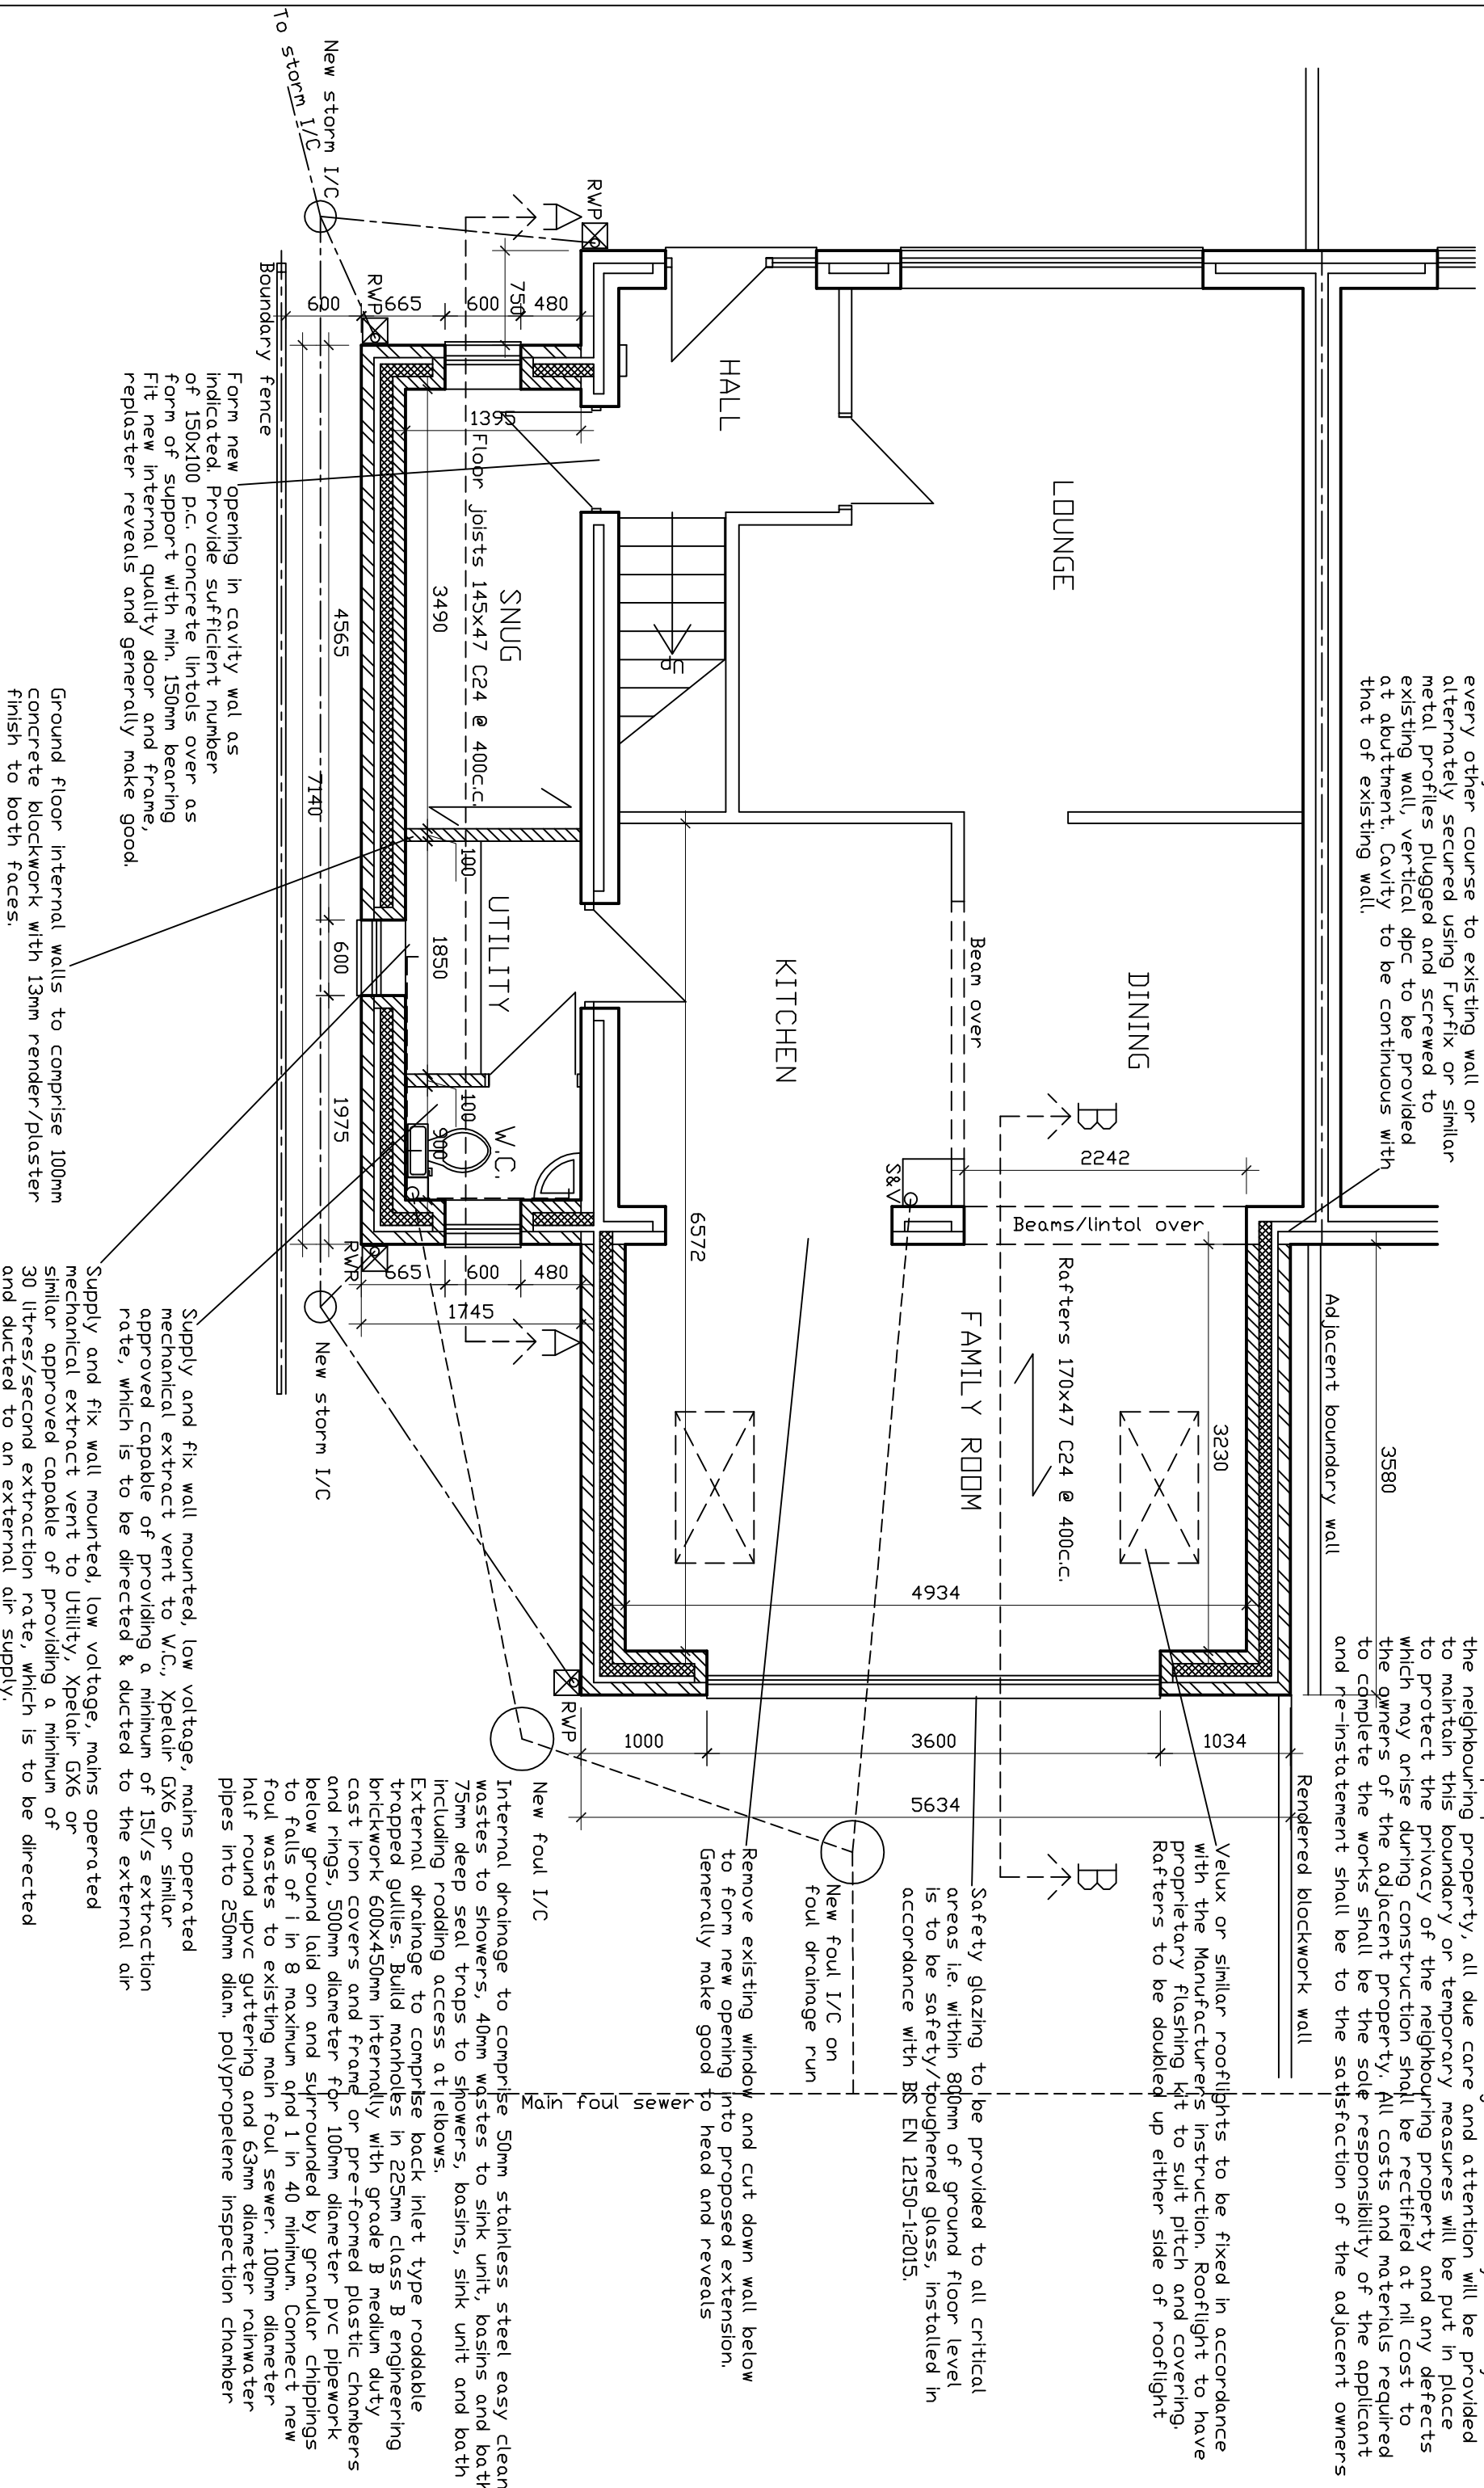 every other course to existing wall or
alternately secured using Furfix or similar
metal profiles plugged and screwed to
existing wall, vertical dpc to be provided
at abuttment. Cavity to be continuous with
that of existing wall.
the neighbouring property, all due care and attention will be provided
to maintain this boundary or temporary measures will be put in place
to protect the privacy of the neighbouring property and any defects
which may arise during construction shall be rectified at nil cost to
the owners of the adjacent property. All costs and materials required
to complete the works shall be the sole responsibility of the applicant
and re-instatement shall be to the satisfaction of the adjacent owners
3580
Adjacent boundary wall
Rendered blockwork wall
Velux or similar rooflights to be fixed in accordance
with the Manufacturers instruction. Rooflight to have
proprietary flashing kit to suit pitch and covering.
Rafters to be doubled up either side of rooflight
LOUNGE
DINING
B
2242
Beams/lintol over
3230
Rafters 170x47 C24 @ 400c.c.
FAMILY ROOM
4934
1034
3600
1000
5634
B
Beam over
S&V
KITCHEN
6572
HALL
Up
Safety glazing to be provided to all critical
areas ie. within 800mm of ground floor level
is to be safety/toughened glass, installed in
accordance with BS EN 12150-1:2015.
New foul I/C on
foul drainage run
Remove existing window and cut down wall below
to form new opening into proposed extension.
Generally make good to head and reveals
Main foul sewer
RWP
RWP
A
750
480
600
665
600
RWP
1395
Floor joists 145x47 C24 @ 400c.c.
SNUG
3490
100
UTILITY
1850
100
900
W.C.
480
600
665
1745
A
RWP
New storm I/C
To storm I/C
Boundary fence
4565
600
1975
7140
New storm I/C
New foul I/C
Form new opening in cavity wal as
indicated. Provide sufficient number
of 150x100 p.c. concrete lintols over as
form of support with min. 150mm bearing
Fit new internal quality door and frame,
replaster reveals and generally make good.
Ground floor internal walls to comprise 100mm
concrete blockwork with 13mm render/plaster
finish to both faces.
Supply and fix wall mounted, low voltage, mains operated
mechanical extract vent to W.C., Xpelair GX6 or similar
approved capable of providing a minimum of 15l/s extraction
rate, which is to be directed & ducted to the external air
Supply and fix wall mounted, low voltage, mains operated
mechanical extract vent to Utility, Xpelair GX6 or
similar approved capable of providing a minimum of
30 litres/second extraction rate, which is to be directed
and ducted to an external air supply.
Internal drainage to comprise 50mm stainless steel easy clean
wastes to showers, 40mm wastes to sink unit, basins and bath
75mm deep seal traps to showers, basins, sink unit and bath
including rodding access at elbows.
External drainage to comprise back inlet type roddable
trapped gullies. Build manholes in 225mm class B engineering
brickwork 600x450mm internally with grade B medium duty
cast iron covers and frame or pre-formed plastic chambers
and rings, 500mm diameter for 100mm diameter pvc pipework
below ground laid on and surrounded by granular chippings
to falls of i in 8 maximum and 1 in 40 minimum. Connect new
foul wastes to existing main foul sewer. 100mm diameter
half round upvc guttering and 63mm diameter rainwater
pipes into 250mm diam. polypropelene inspection chamber